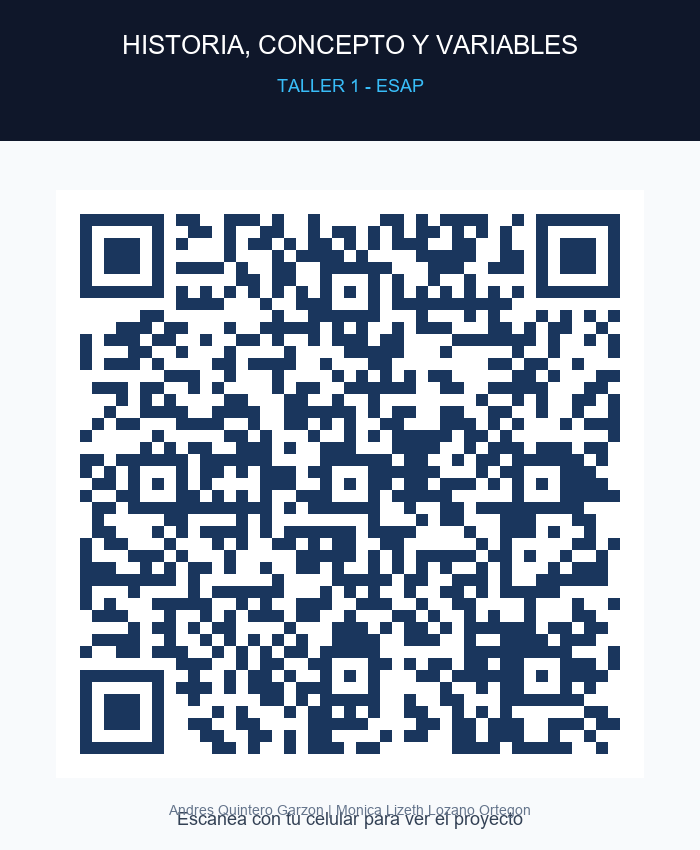 HISTORIA, CONCEPTO Y VARIABLES
TALLER 1 - ESAP
Andres Quintero Garzon | Monica Lizeth Lozano Ortegon
Escanea con tu celular para ver el proyecto